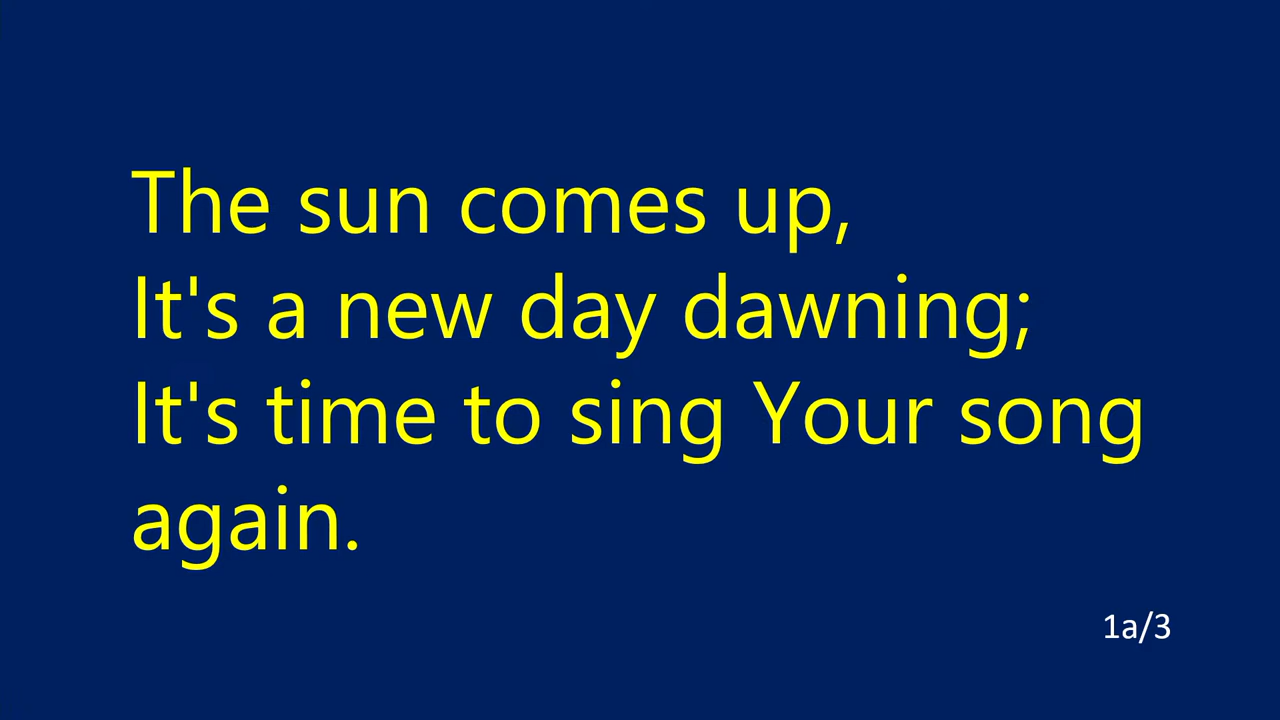 The sun comes up,
It's a new day dawning;
It's time to sing Your song
again.
1a/3